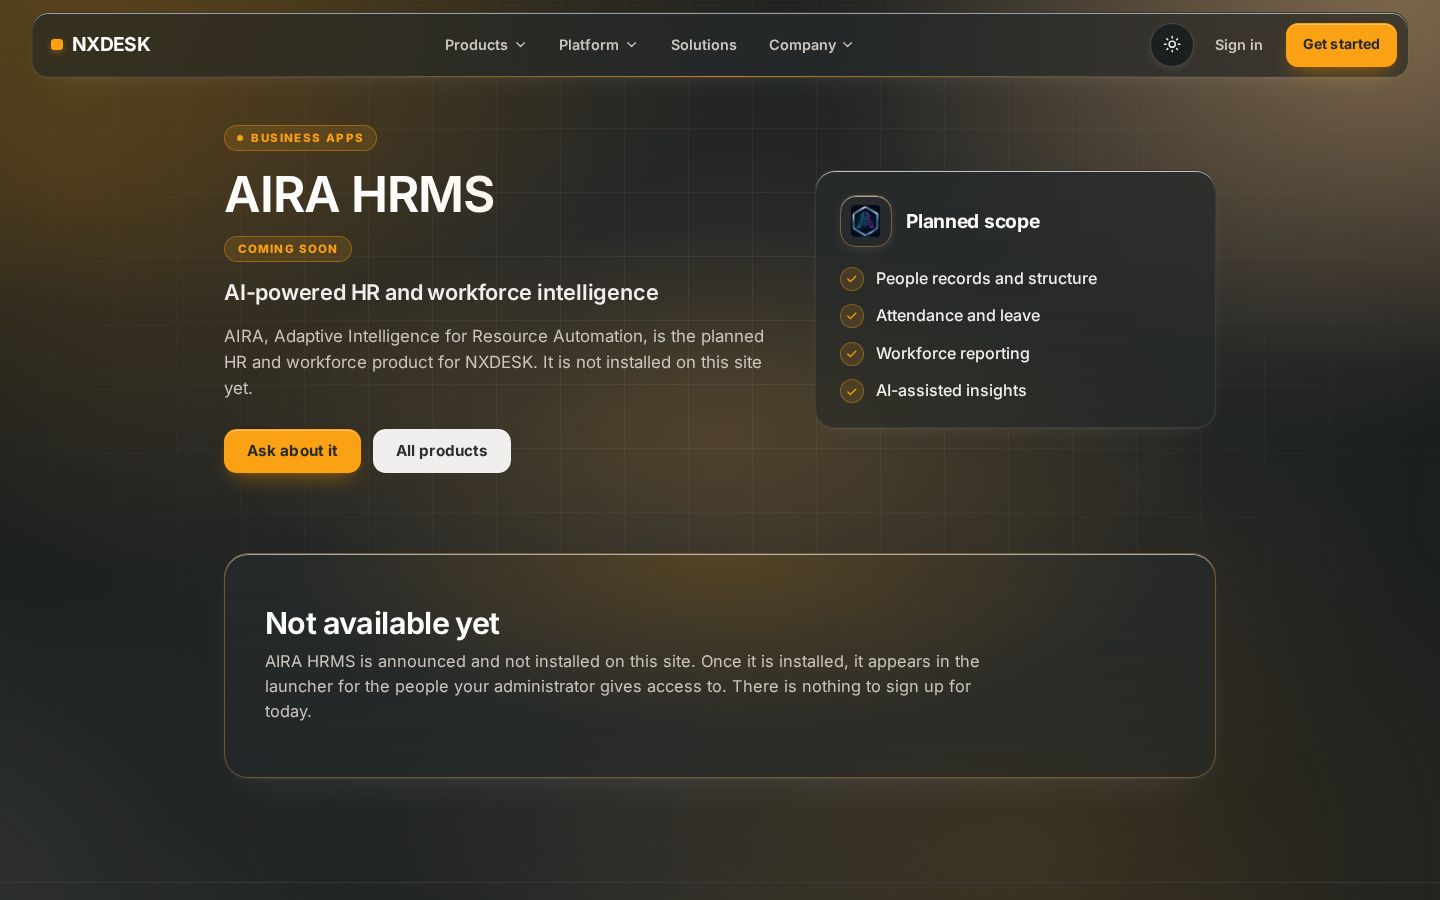 NXDESK
Products
Platform
Solutions
Company
Sign in
Get started
BUSINESS APPS
AIRA HRMS
COMING SOON
AI-powered HR and workforce intelligence
AIRA, Adaptive Intelligence for Resource Automation, is the planned
HR and workforce product for NXDESK. It is not installed on this site
yet.
Ask about it
All products
Planned scope
People records and structure
Attendance and leave
Workforce reporting
AI-assisted insights
Not available yet
AIRA HRMS is announced and not installed on this site. Once it is installed, it appears in the
launcher for the people your administrator gives access to. There is nothing to sign up for
today.